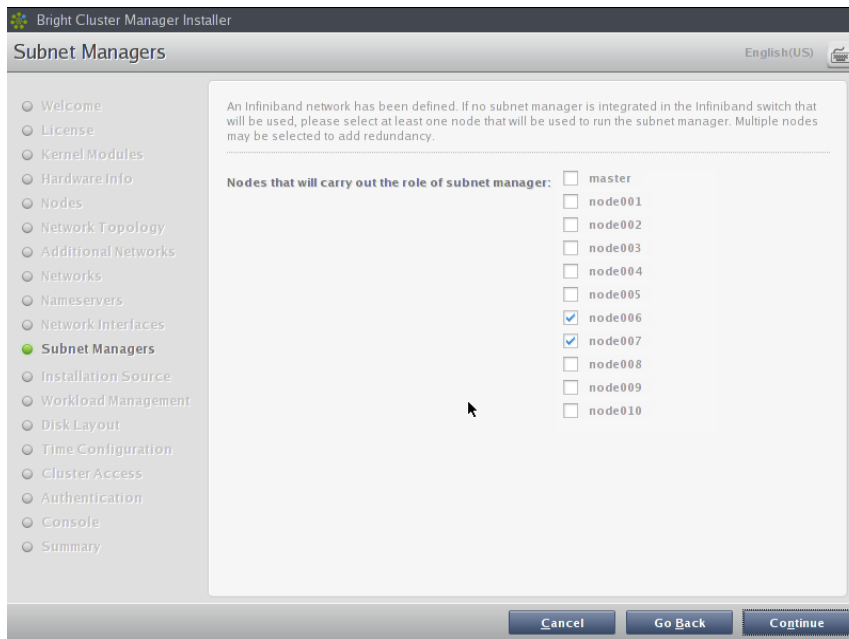 Bright Cluster Manager Installer
Subnet Managers
English(US)
Welcome
License
Kernel Modules
Hardware Info
Nodes
Network Topology
Additional Networks
Networks
Nameservers
Network Interfaces
Subnet Managers
Installation Source
Workload Management
Disk Layout
Time Configuration
Cluster Access
Authentication
Console
Summary
An Infiniband network has been defined. If no subnet manager is integrated in the Infiniband switch that
will be used, please select at least one node that will be used to run the subnet manager. Multiple nodes
may be selected to add redundancy.
Nodes that will carry out the role of subnet manager:
master
node001
node002
node003
node004
node005
node006
node007
node008
node009
node010
Cancel
Go Back
Continue